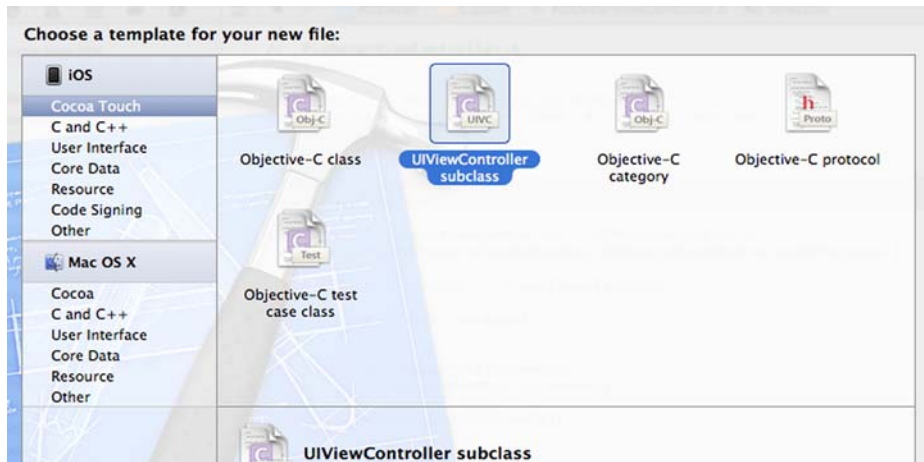 Choose a template for your new file:
iOS
Cocoa Touch
C and C++
User Interface
Core Data
Resource
Code Signing
Other
Mac OS X
Cocoa
C and C++
User Interface
Core Data
Resource
Other
Obj-C
Objective-C class
UIVC
UIViewController
subclass
Obj-C
Objective-C
category
h
Proto
Objective-C protocol
Test
Objective-C test
case class
UIViewController subclass